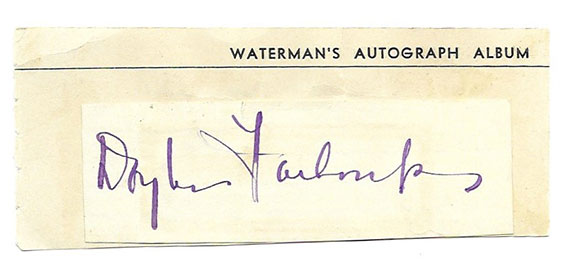 WATERMAN'S AUTOGRAPH ALBUM
Douglas Fairbanks